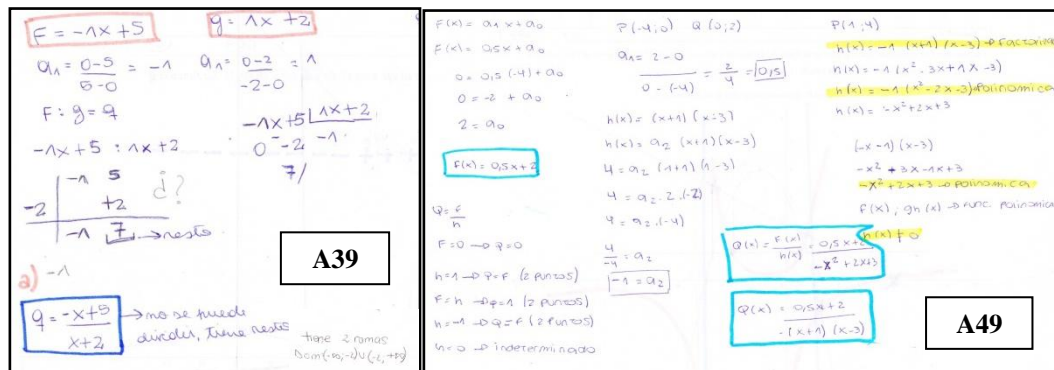 F = -1x+5
g = 1x +2
a₁ = 0-5 / 5-0 = -1
a₁ = 0-2 / -2-0 = 1
F : g = q
-1x+5 : 1x+2
-1x+5 | 1x+2
0 -2 -1
7/
-1 5
-2 +2
-1 7 → resto
¿?
a) -1
q = -x+5 / x+2 → no se puede
dividir, tiene resto
tiene 2 ramas
Dom(-∞;-2)∪(-2,+∞)
A39
F(x) = a₁x+a₀
F(x) = 0,5x+a₀
0 = 0,5(-4)+a₀
0 = -2 + a₀
2 = a₀
F(x) = 0,5x+2
Q = F / h
F=0 → Q=0
h=1 → Q=F (2 puntos)
F=h → Q=1 (2 puntos)
h=-1 → Q=F (2 puntos)
h=0 → indeterminado
P(-4;0) Q(0;2)
a₁ = 2-0 / 0-(-4) = 2/4 = 0,5
h(x) = (x+1)(x-3)
h(x) = a₂ (x+1)(x-3)
4 = a₂ (1+1)(1-3)
4 = a₂ . 2 . (-2)
4 = a₂ . (-4)
4/-4 = a₂
-1 = a₂
P(1;4)
h(x) = -1 (x+1)(x-3) → Factorizada
h(x) = -1(x²-3x+1x-3)
h(x) = -1(x²-2x-3) → Polinomica
h(x) = -x²+2x+3
(-x-1)(x-3)
-x²+3x-1x+3
-x²+2x+3 → polinomica
F(x), gh(x) → func. polinomica
h(x) ≠ 0
Q(x) = F(x) / h(x) = 0,5x+2 / -x²+2x+3
Q(x) = 0,5x+2 / -(x+1)(x-3)
A49